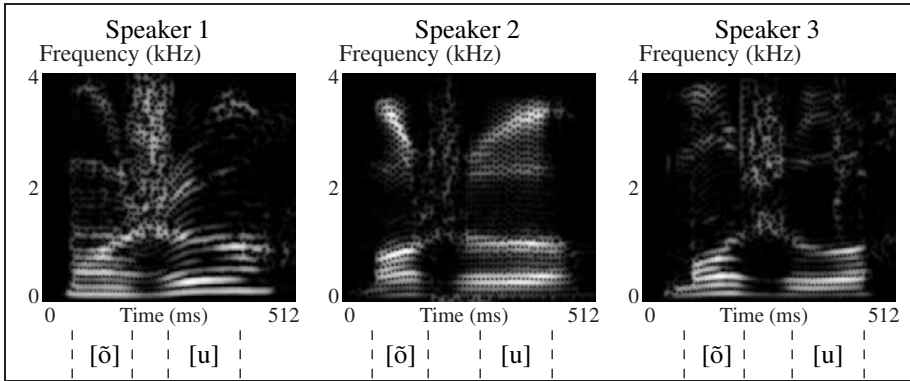 Speaker 1 Speaker 2 Speaker 3
Frequency (kHz) Frequency (kHz) Frequency (kHz)
4 4 4
2 2 2
0 0 0
0 Time (ms) 512 0 Time (ms) 512 0 Time (ms) 512
[õ] [u] [õ] [u] [õ] [u]